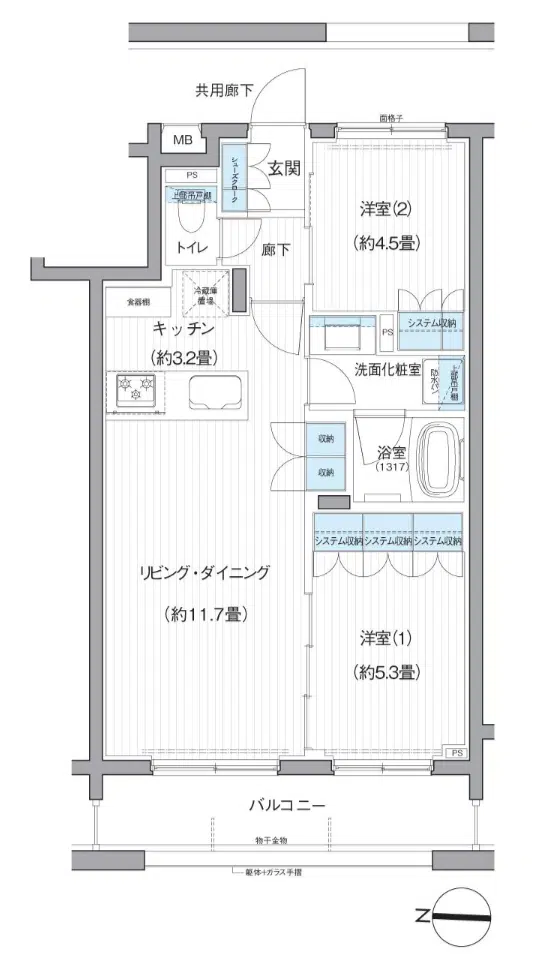 共用廊下
面格子
MB
PS
シューズクローク
玄関
上部吊戸棚
洋室(2)
(約4.5畳)
トイレ
廊下
冷蔵庫
置場
食器棚
キッチン
(約3.2畳)
システム収納
PS
洗面化粧室
上部吊戸棚
防水パン
収納
収納
浴室
(1317)
システム収納
システム収納
システム収納
リビング・ダイニング
(約11.7畳)
洋室(1)
(約5.3畳)
PS
バルコニー
物干金物
躯体+ガラス手摺
N